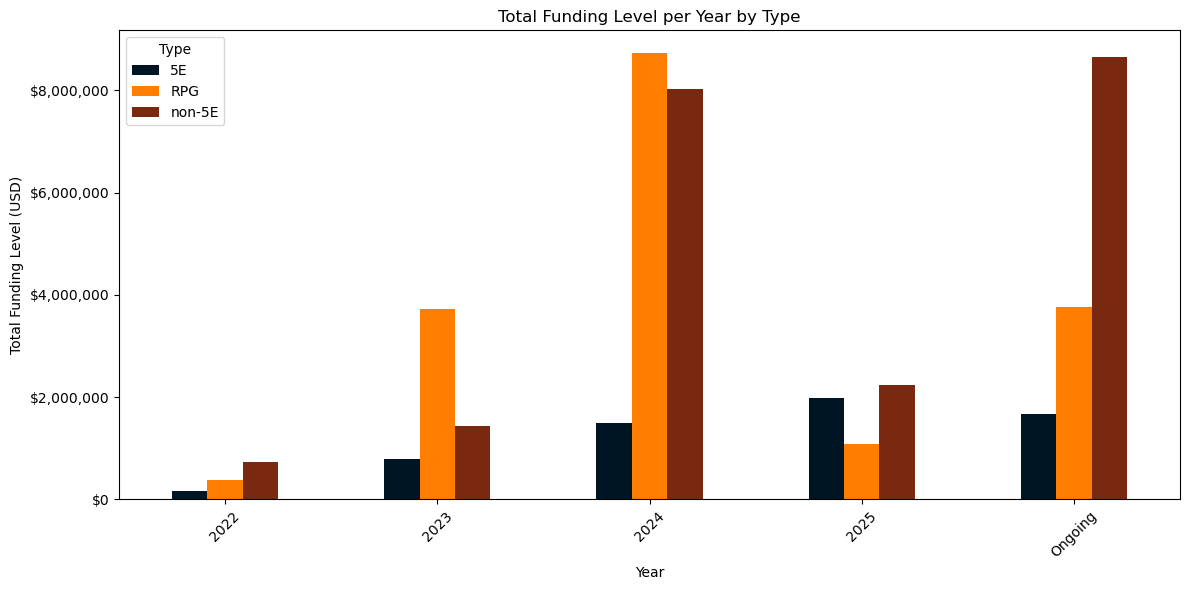 Total Funding Level per Year by Type
Type
5E
RPG
non-5E
Total Funding Level (USD)
$8,000,000
$6,000,000
$4,000,000
$2,000,000
$0
2022
2023
2024
2025
Ongoing
Year